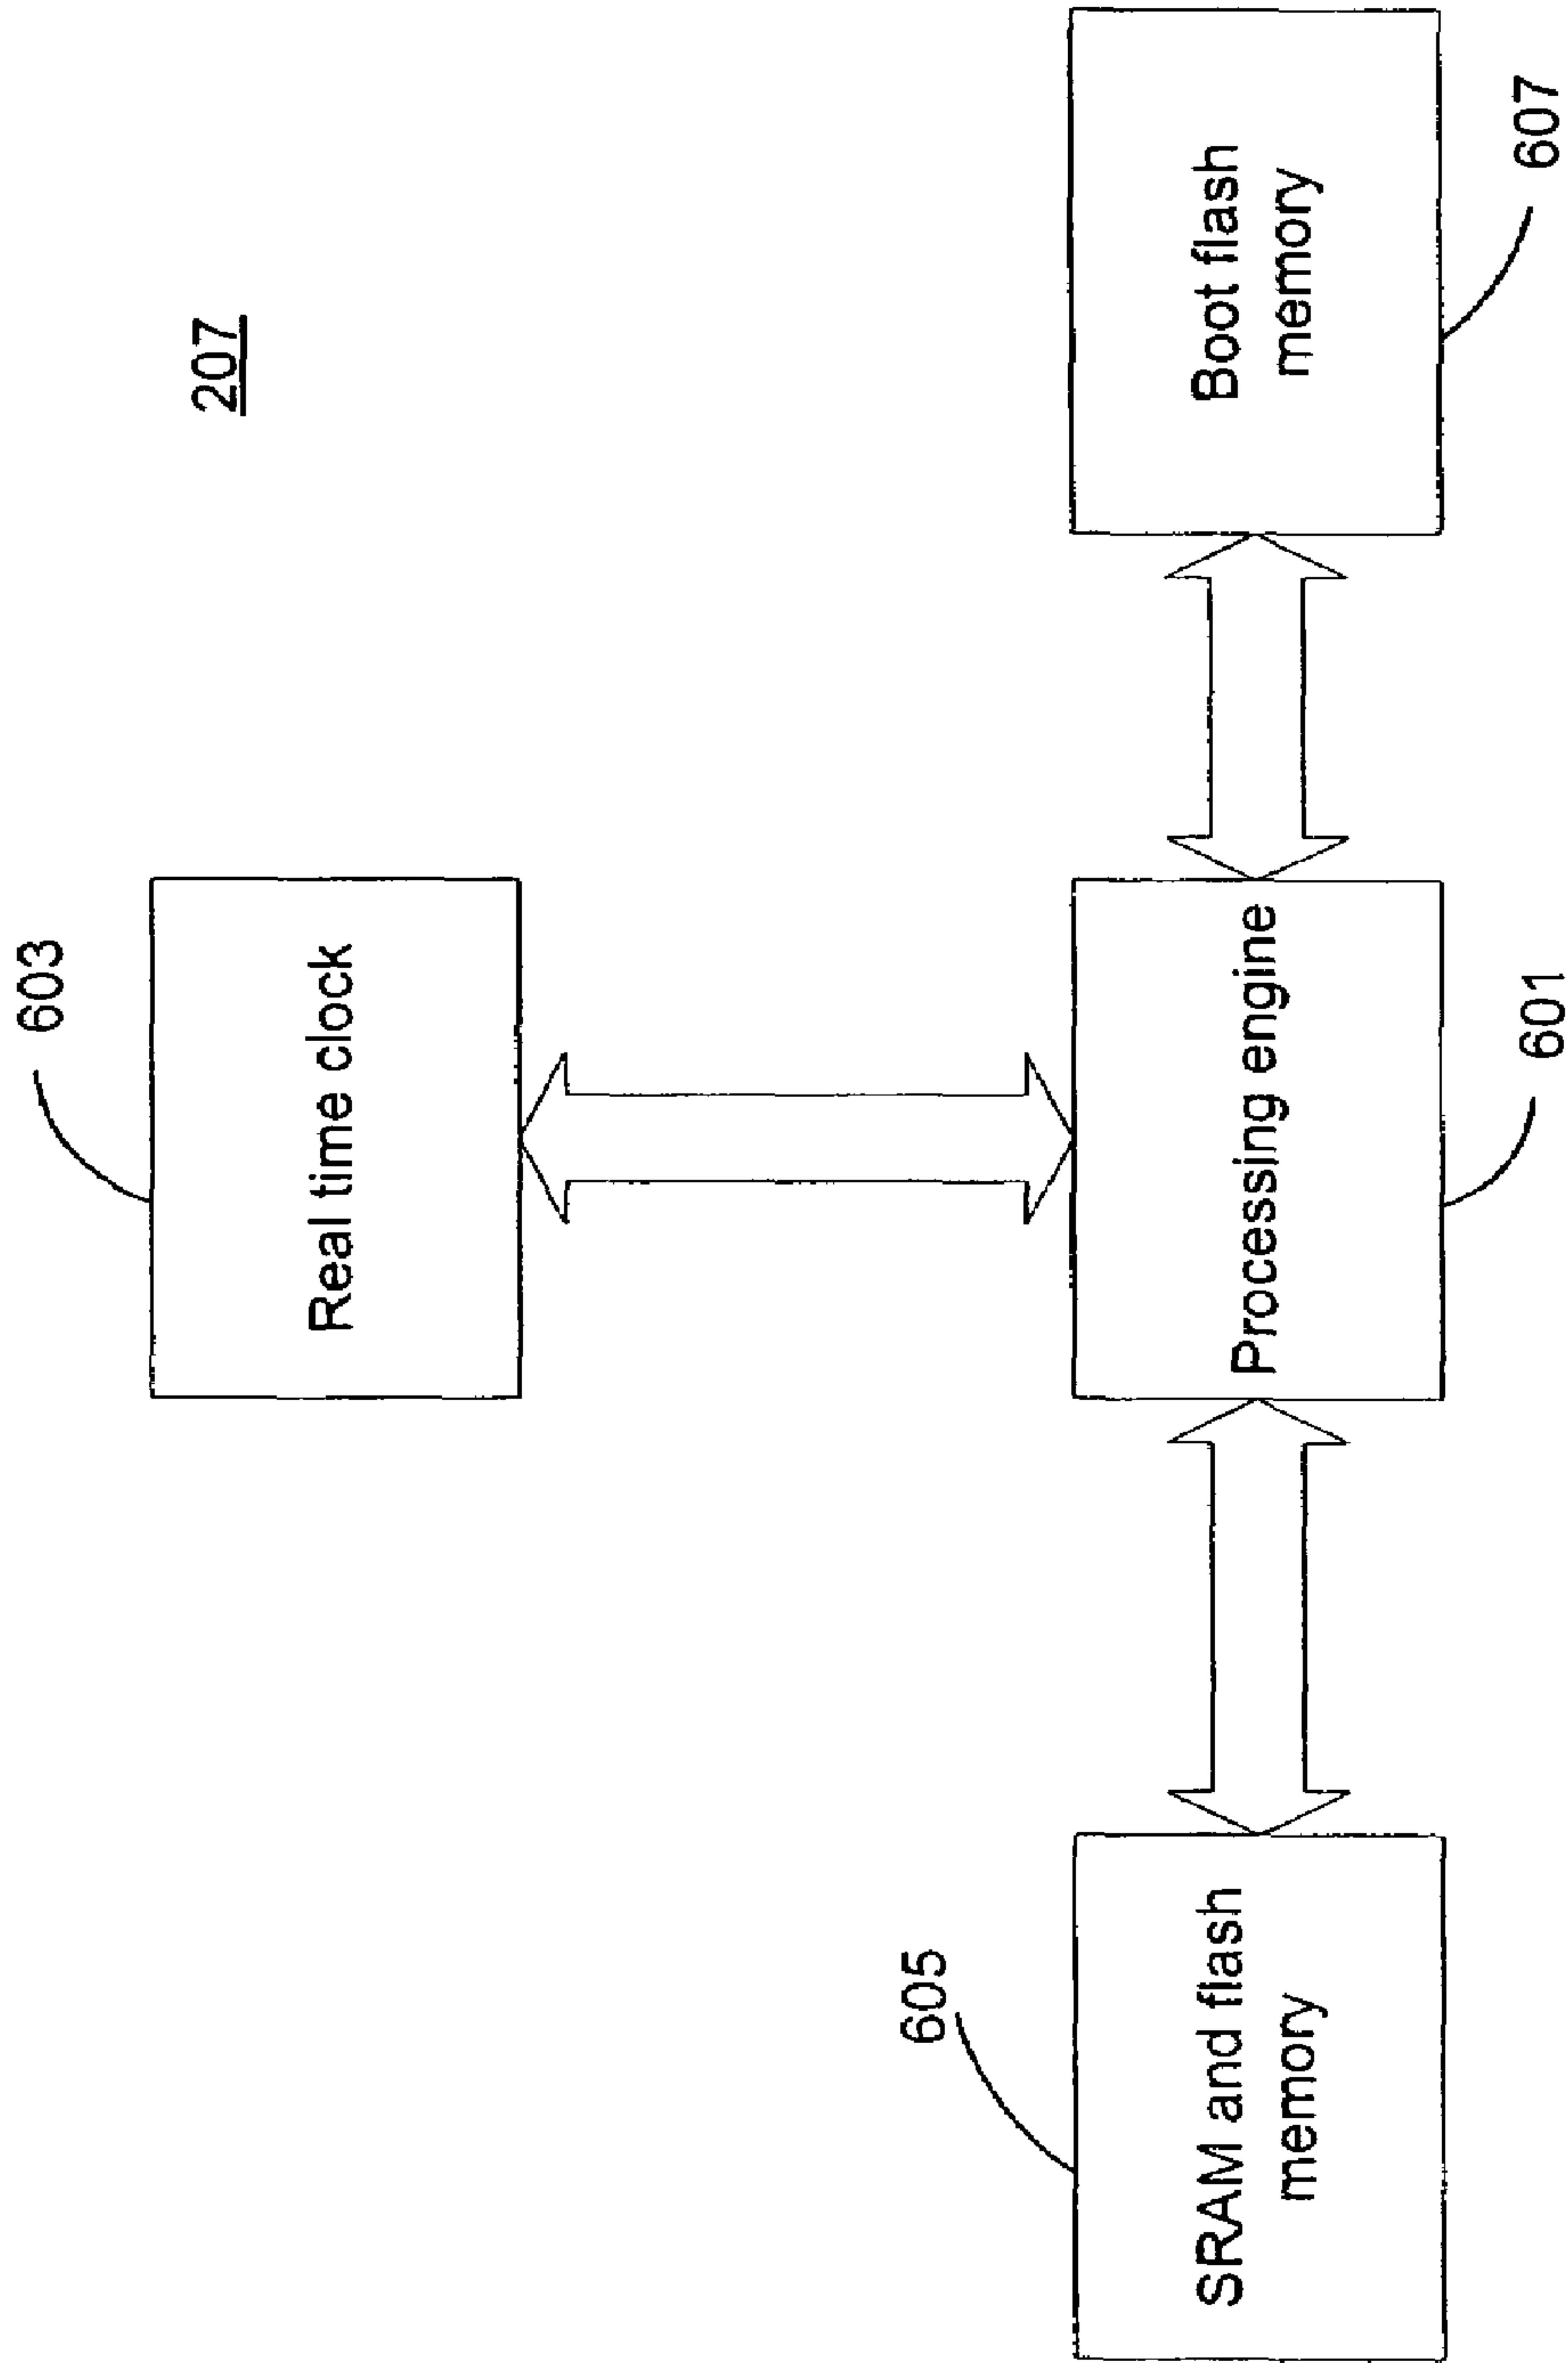 603
207
Real time clock
605
SRAM and flash
memory
Processing engine
Boot flash
memory
601
607